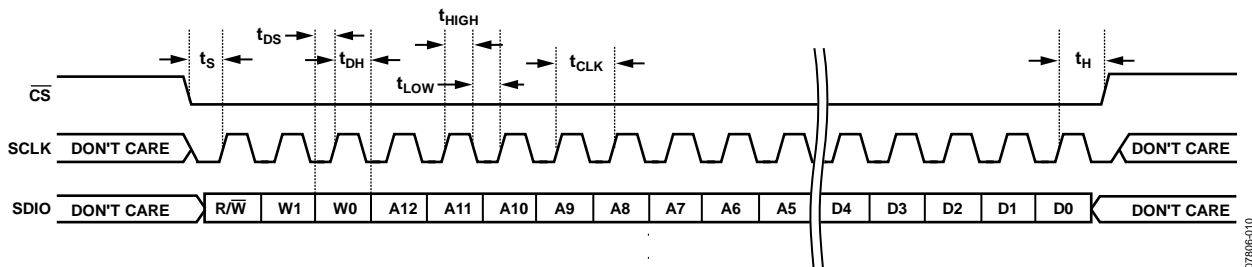 tHIGH
tDS
tS
tDH
tCLK
tH
tLOW
CS
SCLK
DON'T CARE
DON'T CARE
SDIO
DON'T CARE
R/W
W1
W0
A12
A11
A10
A9
A8
A7
A6
A5
D4
D3
D2
D1
D0
DON'T CARE
07806-010